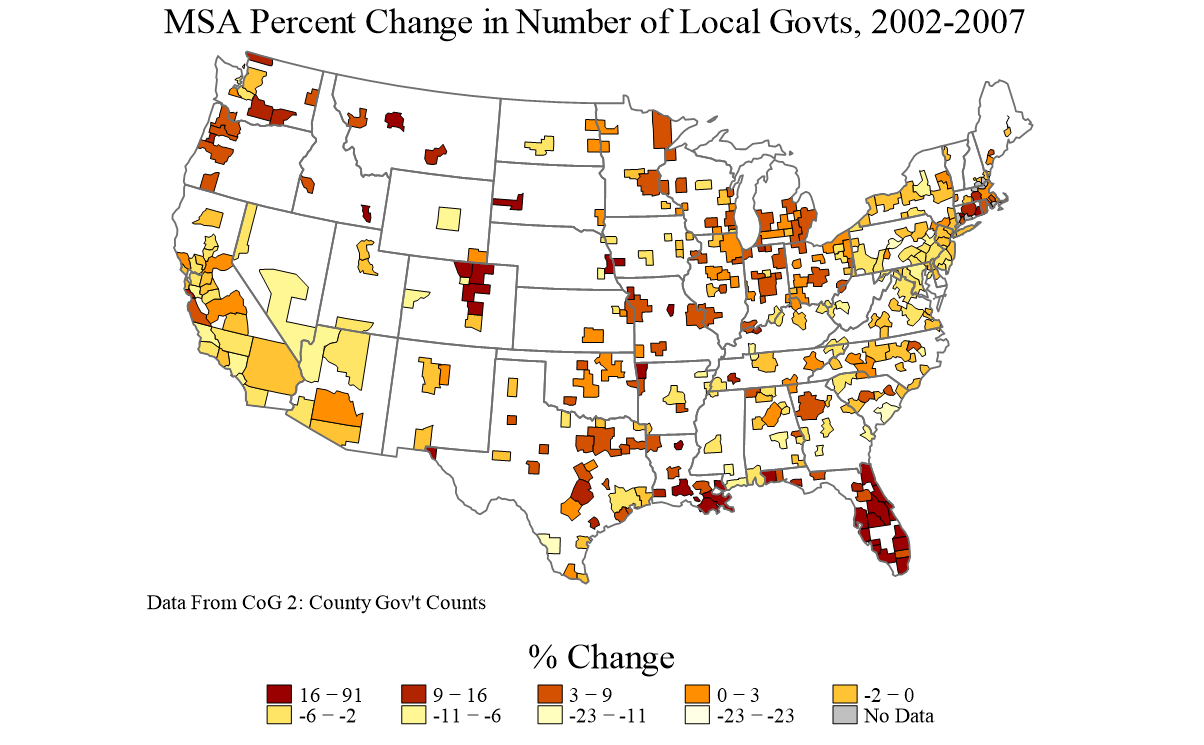 MSA Percent Change in Number of Local Govts, 2002-2007
Data From CoG 2: County Gov't Counts
% Change
16 − 91 9 − 16 3 − 9 0 − 3 -2 − 0
-6 − -2 -11 − -6 -23 − -11 -23 − -23 No Data